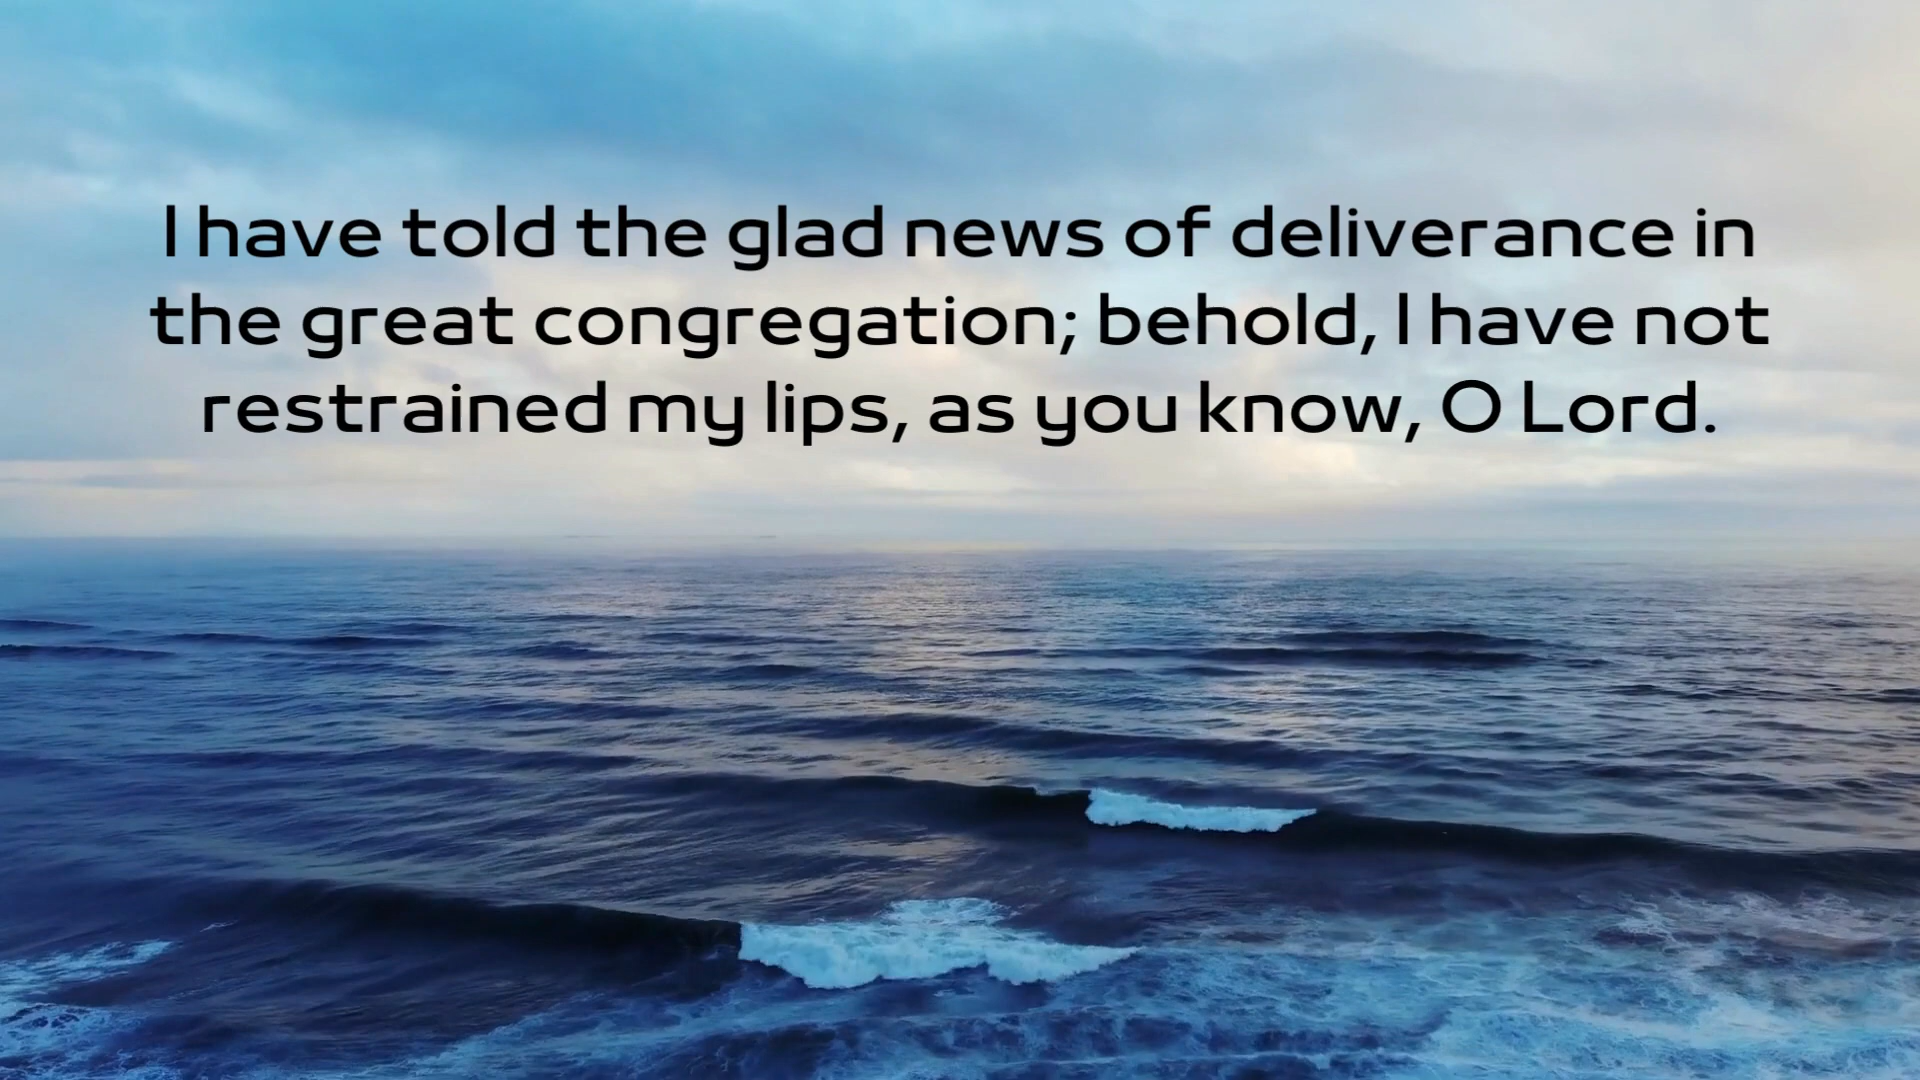 I have told the glad news of deliverance in
the great congregation; behold, I have not
restrained my lips, as you know, O Lord.